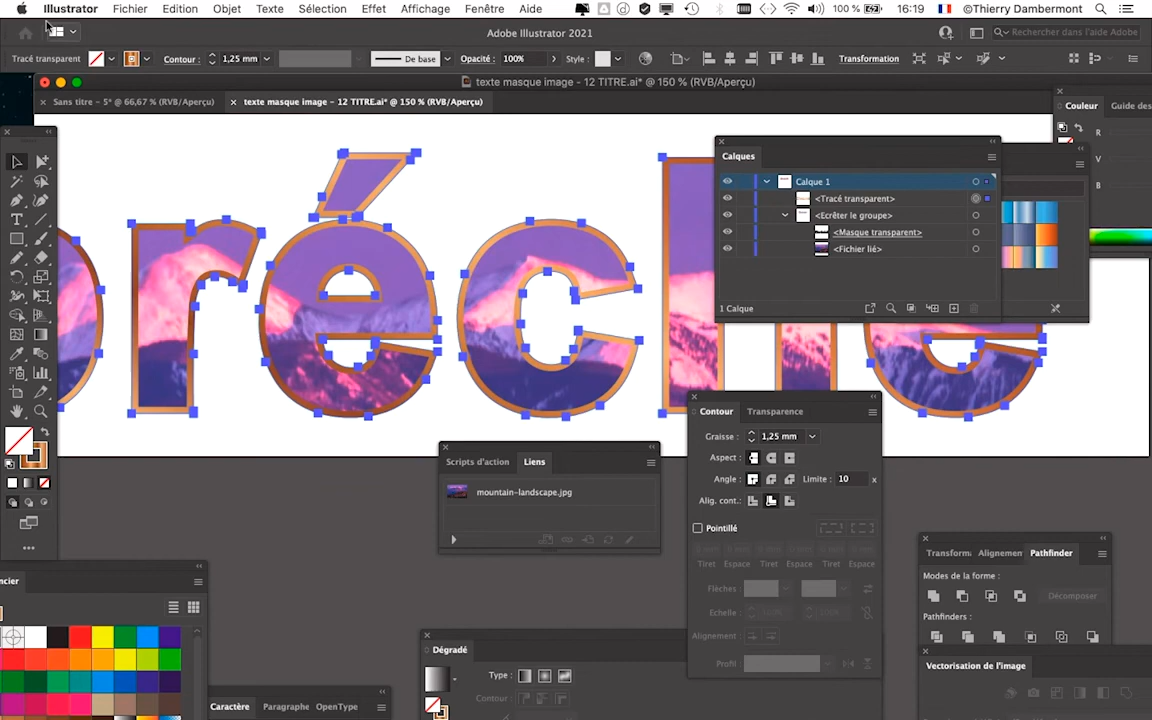 Illustrator Fichier Edition Objet Texte Sélection Effet Affichage Fenêtre Aide 100 % 16:19 ©Thierry Dambermont
Adobe Illustrator 2021 Rechercher dans l'aide Adobe
Tracé transparent Contour : 1,25 mm De base Opacité : 100% Style : Transformation
texte masque image - 12 TITRE.ai* @ 150 % (RVB/Aperçu)
Sans titre - 5* @ 66,67 % (RVB/Aperçu) texte masque image - 12 TITRE.ai* @ 150 % (RVB/Aperçu)
Couleur Guide des
R
V
B
Calques
Calque 1
<Tracé transparent>
<Ecrêter le groupe>
<Masque transparent>
<Fichier lié>
1 Calque
réc
e
Contour Transparence
Graisse : 1,25 mm
Aspect :
Angle : Limite : 10 x
Alig. cont.:
Pointillé
Tiret Espace Tiret Espace Tiret Espace
Flèches :
Echelle :
Alignement :
Profil :
Scripts d'action Liens
mountain-landscape.jpg
Transforma Alignemen Pathfinder
Modes de la forme :
Décomposer
Pathfinders :
Vectorisation de l'image
ncier
Dégradé
Type :
Contour :
Caractère Paragraphe OpenType